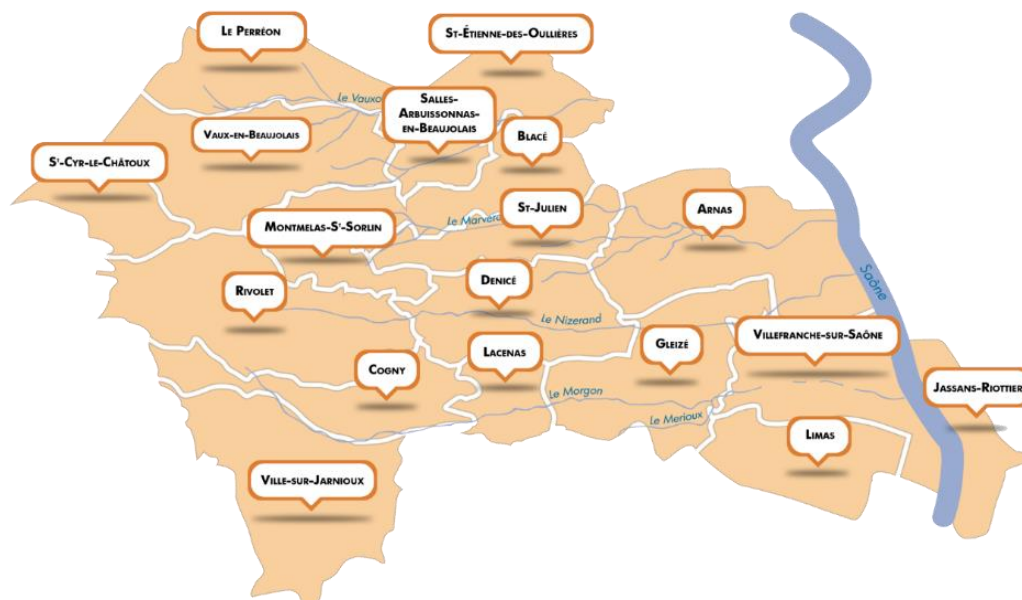 Le Perréon
St-Étienne-des-Oullières
Le Vauxo
Salles-
Arbuissonnas-
en-Beaujolais
Vaux-en-Beaujolais
Blacé
St-Cyr-le-Châtoux
St-Julien
Arnas
Le Marvera
Montmelas-St-Sorlin
Saône
Denicé
Rivolet
Le Nizerand
Villefranche-sur-Saône
Gleizé
Lacenas
Cogny
Jassans-Riottier
Le Morgon
Le Merioux
Limas
Ville-sur-Jarnioux